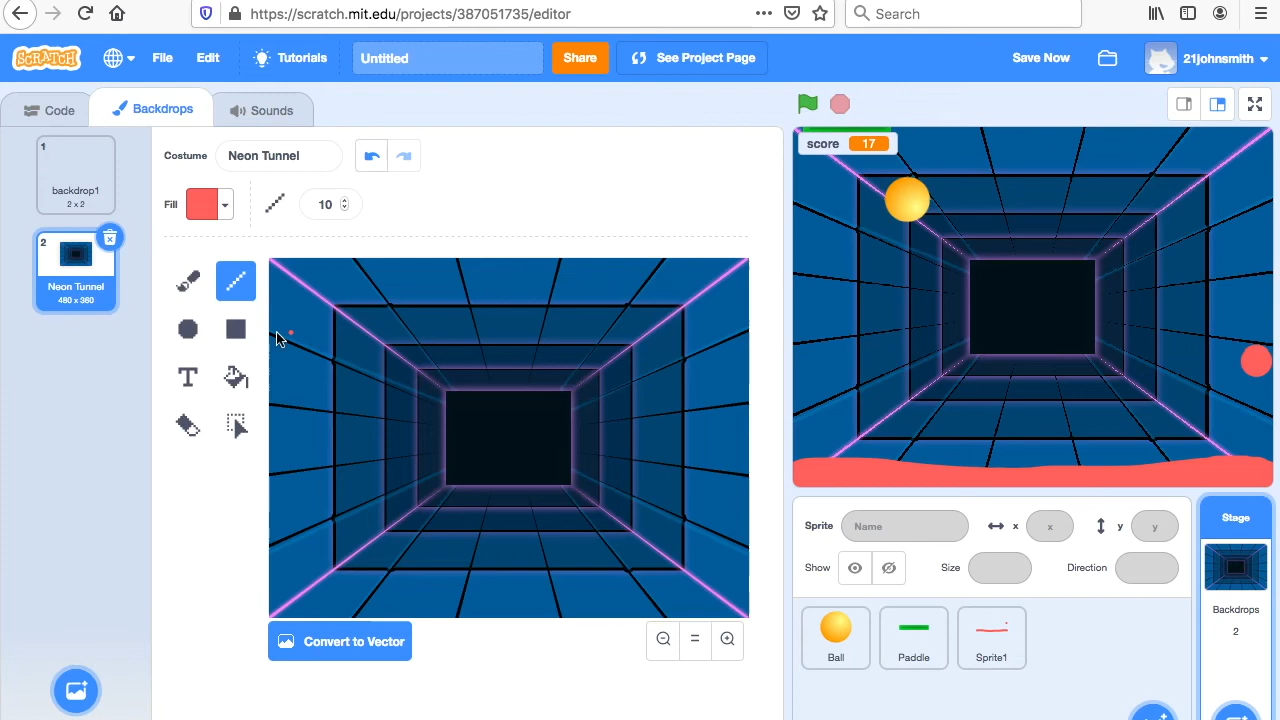 https://scratch.mit.edu/projects/387051735/editor
Search
SCRATCH
File
Edit
Tutorials
Untitled
Share
See Project Page
Save Now
21johnsmith
Code
Backdrops
Sounds
1
backdrop1
2 x 2
2
Neon Tunnel
480 x 360
Costume
Neon Tunnel
Fill
10
T
Convert to Vector
score 17
Sprite
Name
x
x
y
y
Show
Size
Direction
Ball
Paddle
Sprite1
Stage
Backdrops
2